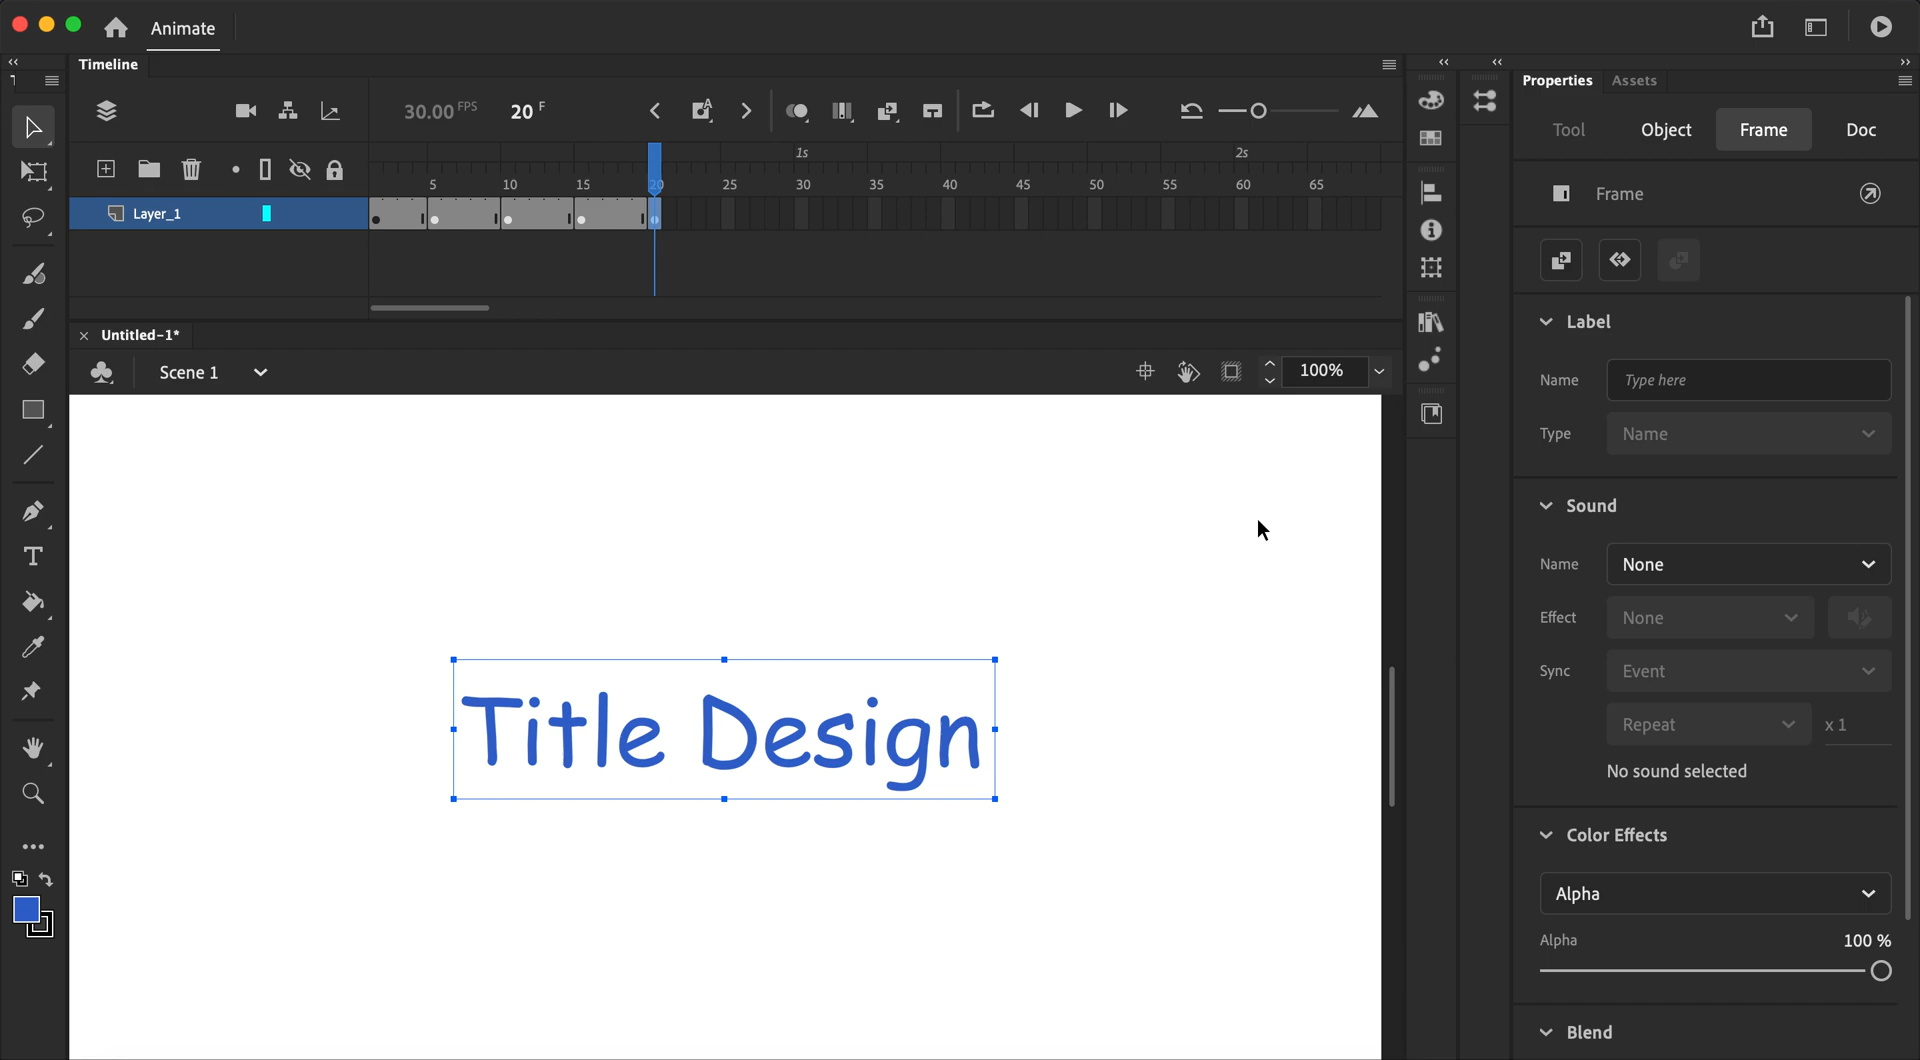 Animate
Timeline
30.00 FPS 20 F
1s 2s
5 10 15 20 25 30 35 40 45 50 55 60 65
Layer_1
Untitled-1*
Scene 1
100%
Title Design
Properties Assets
Tool Object Frame Doc
Frame
Label
Name Type here
Type Name
Sound
Name None
Effect None
Sync Event
Repeat x 1
No sound selected
Color Effects
Alpha
Alpha 100 %
Blend